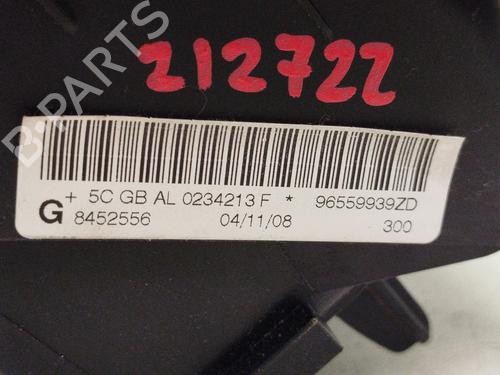 212722
B-PARTS
+ 5C GB AL 0234213 F * 96559939ZD
G 8452556 04/11/08 300